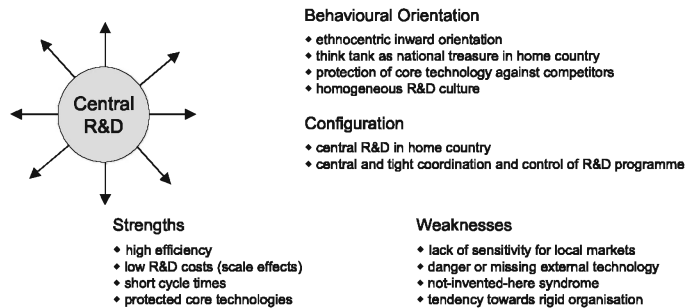 Central
R&D
Behavioural Orientation
◆ ethnocentric inward orientation
◆ think tank as national treasure in home country
◆ protection of core technology against competitors
◆ homogeneous R&D culture
Configuration
◆ central R&D in home country
◆ central and tight coordination and control of R&D programme
Strengths
◆ high efficiency
◆ low R&D costs (scale effects)
◆ short cycle times
◆ protected core technologies
Weaknesses
◆ lack of sensitivity for local markets
◆ danger or missing external technology
◆ not-invented-here syndrome
◆ tendency towards rigid organisation